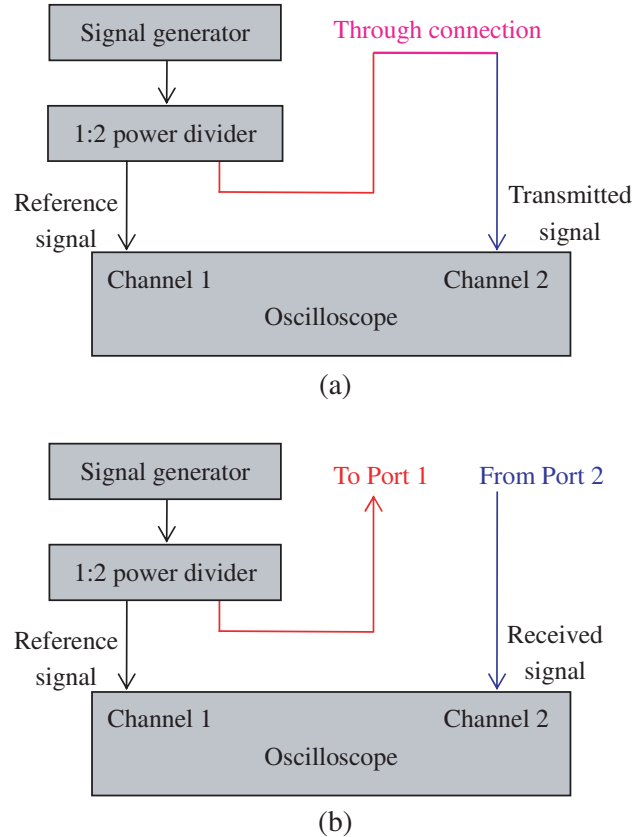 Signal generator
Through connection
1:2 power divider
Reference
signal
Transmitted
signal
Channel 1
Channel 2
Oscilloscope
(a)
Signal generator
To Port 1
From Port 2
1:2 power divider
Reference
signal
Received
signal
Channel 1
Channel 2
Oscilloscope
(b)